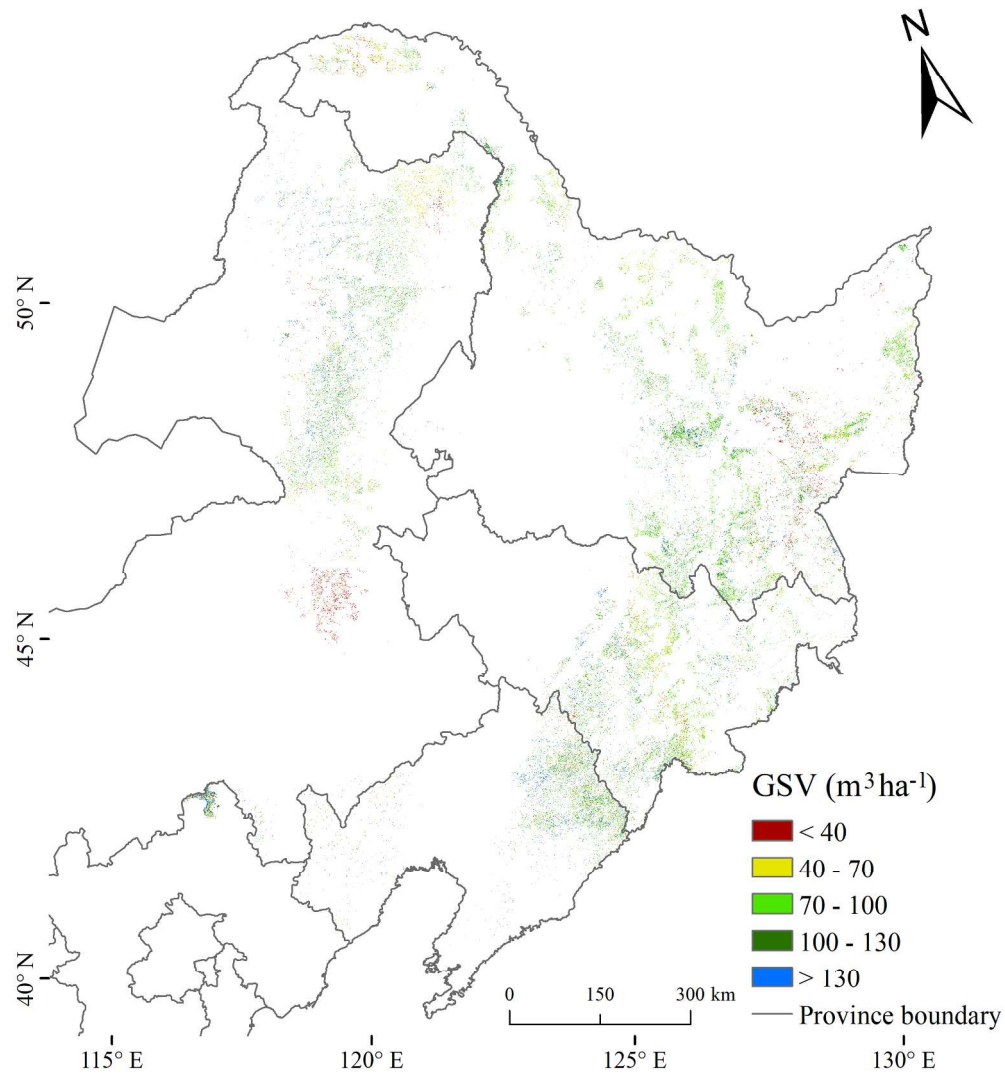 N
50° N
45° N
40° N
GSV (m³ ha⁻¹)
< 40
40 - 70
70 - 100
100 - 130
> 130
Province boundary
0 150 300 km
115° E 120° E 125° E 130° E